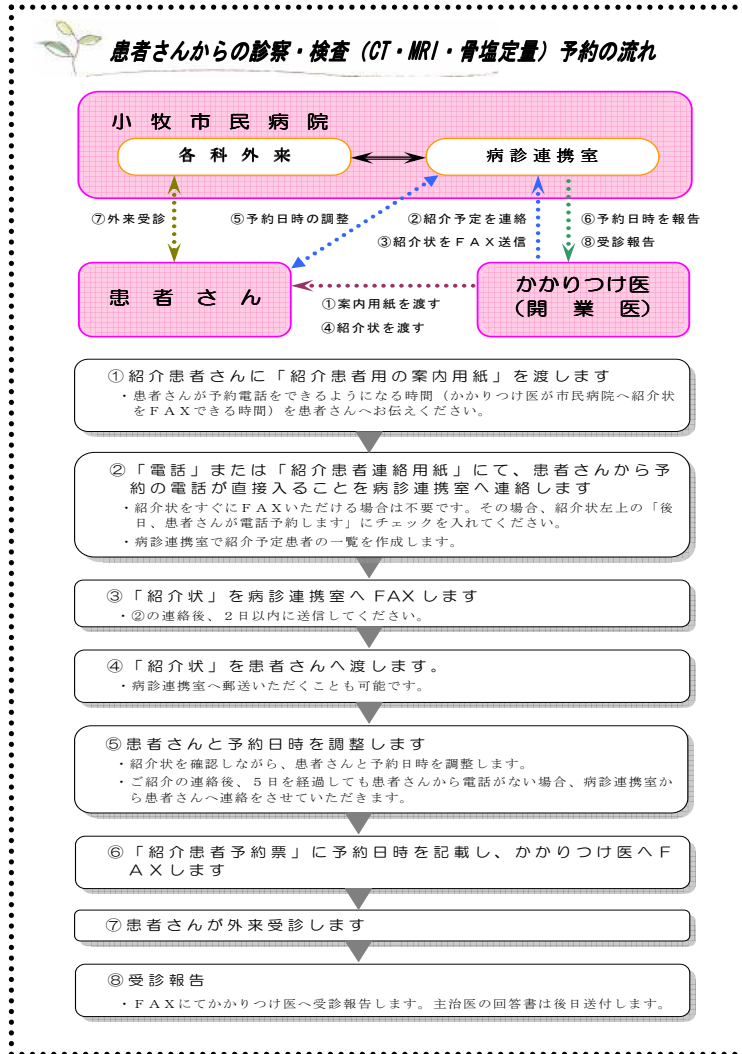 患者さんからの診察・検査（CT・MRI・骨塩定量）予約の流れ
小牧市民病院
各科外来
病診連携室
⑦外来受診
⑤予約日時の調整
②紹介予定を連絡
③紹介状をＦＡＸ送信
⑥予約日時を報告
⑧受診報告
患者さん
かかりつけ医
（開業医）
①案内用紙を渡す
④紹介状を渡す
①紹介患者さんに「紹介患者用の案内用紙」を渡します
・患者さんが予約電話をできるようになる時間（かかりつけ医が市民病院へ紹介状
をＦＡＸできる時間）を患者さんへお伝えください。
②「電話」または「紹介患者連絡用紙」にて、患者さんから予
約の電話が直接入ることを病診連携室へ連絡します
・紹介状をすぐにＦＡＸいただける場合は不要です。その場合、紹介状左上の「後
日、患者さんが電話予約します」にチェックを入れてください。
・病診連携室で紹介予定患者の一覧を作成します。
③「紹介状」を病診連携室へ FAX します
・②の連絡後、２日以内に送信してください。
④「紹介状」を患者さんへ渡します。
・病診連携室へ郵送いただくことも可能です。
⑤患者さんと予約日時を調整します
・紹介状を確認しながら、患者さんと予約日時を調整します。
・ご紹介の連絡後、５日を経過しても患者さんから電話がない場合、病診連携室か
ら患者さんへ連絡をさせていただきます。
⑥「紹介患者予約票」に予約日時を記載し、かかりつけ医へＦ
ＡＸします
⑦患者さんが外来受診します
⑧受診報告
・ＦＡＸにてかかりつけ医へ受診報告します。主治医の回答書は後日送付します。